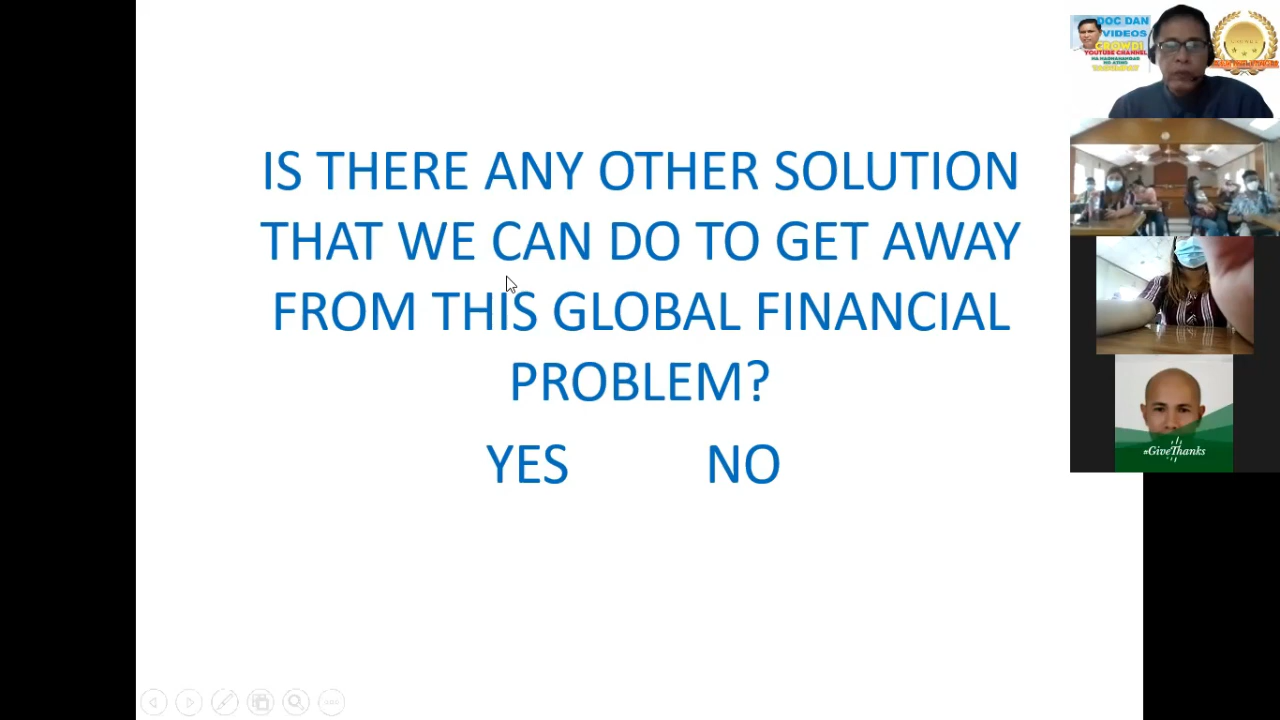 IS THERE ANY OTHER SOLUTION
THAT WE CAN DO TO GET AWAY
FROM THIS GLOBAL FINANCIAL
PROBLEM?
YES NO
DOC DAN
VIDEOS
YOUTUBE CHANNEL
#GiveThanks